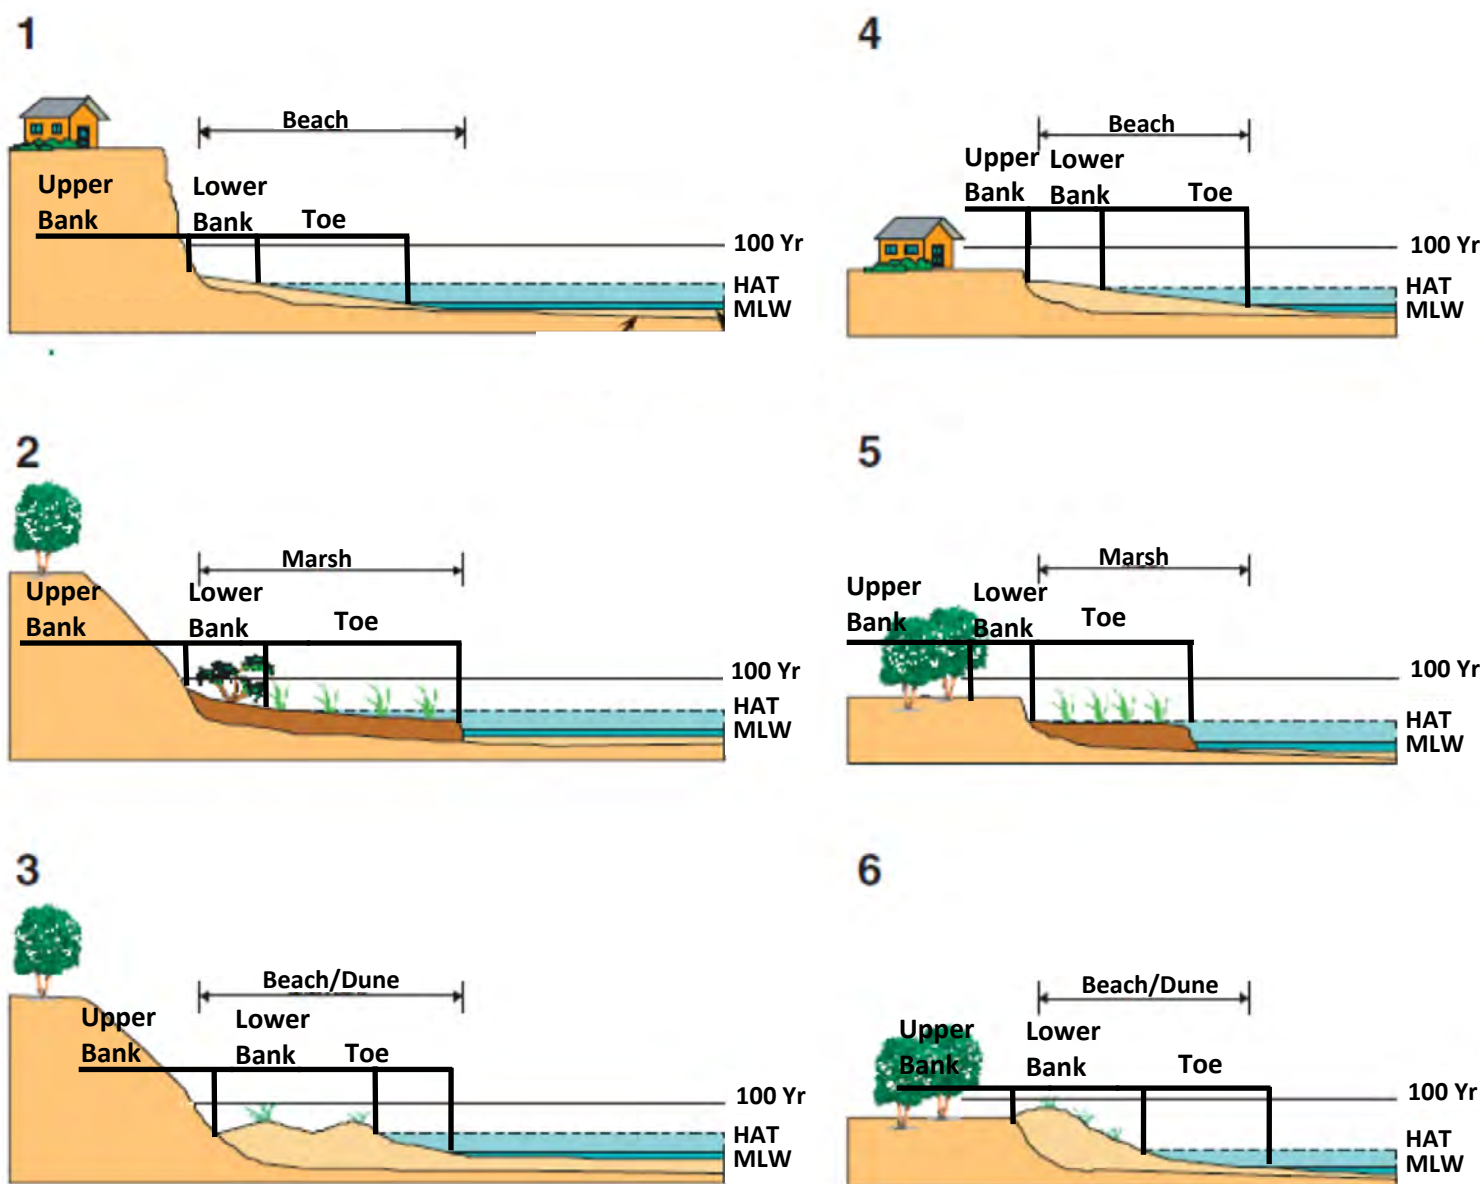 1
Beach
Upper
Bank
Lower
Bank
Toe
100 Yr
HAT
MLW
2
Marsh
Upper
Bank
Lower
Bank
Toe
100 Yr
HAT
MLW
3
Beach/Dune
Upper
Bank
Lower
Bank
Toe
100 Yr
HAT
MLW
4
Beach
Upper
Bank
Lower
Bank
Toe
100 Yr
HAT
MLW
5
Marsh
Upper
Bank
Lower
Bank
Toe
100 Yr
HAT
MLW
6
Beach/Dune
Upper
Bank
Lower
Bank
Toe
100 Yr
HAT
MLW